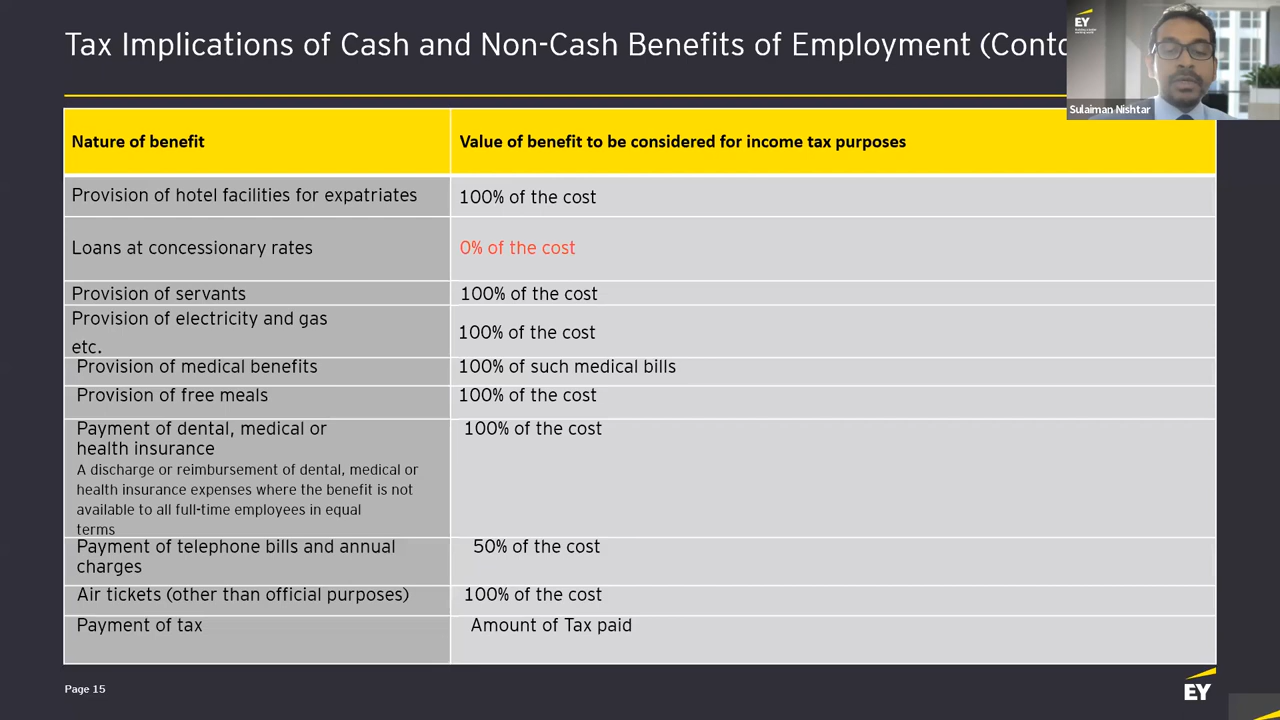 Tax Implications of Cash and Non-Cash Benefits of Employment (Contd
EY
Sulaiman Nishtar
Nature of benefit
Value of benefit to be considered for income tax purposes
Provision of hotel facilities for expatriates
100% of the cost
Loans at concessionary rates
0% of the cost
Provision of servants
100% of the cost
Provision of electricity and gas
etc.
100% of the cost
Provision of medical benefits
100% of such medical bills
Provision of free meals
100% of the cost
Payment of dental, medical or
health insurance
A discharge or reimbursement of dental, medical or
health insurance expenses where the benefit is not
available to all full-time employees in equal
terms
100% of the cost
Payment of telephone bills and annual
charges
50% of the cost
Air tickets (other than official purposes)
100% of the cost
Payment of tax
Amount of Tax paid
Page 15
EY